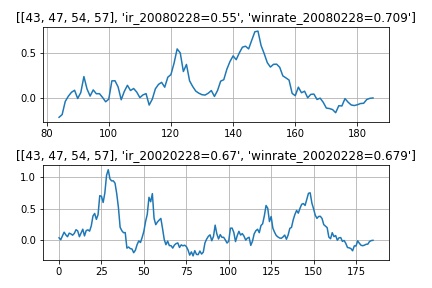 [[43, 47, 54, 57], 'ir_20080228=0.55', 'winrate_20080228=0.709']
0.5
0.0
80 100 120 140 160 180
[[43, 47, 54, 57], 'ir_20020228=0.67', 'winrate_20020228=0.679']
1.0
0.5
0.0
0 25 50 75 100 125 150 175